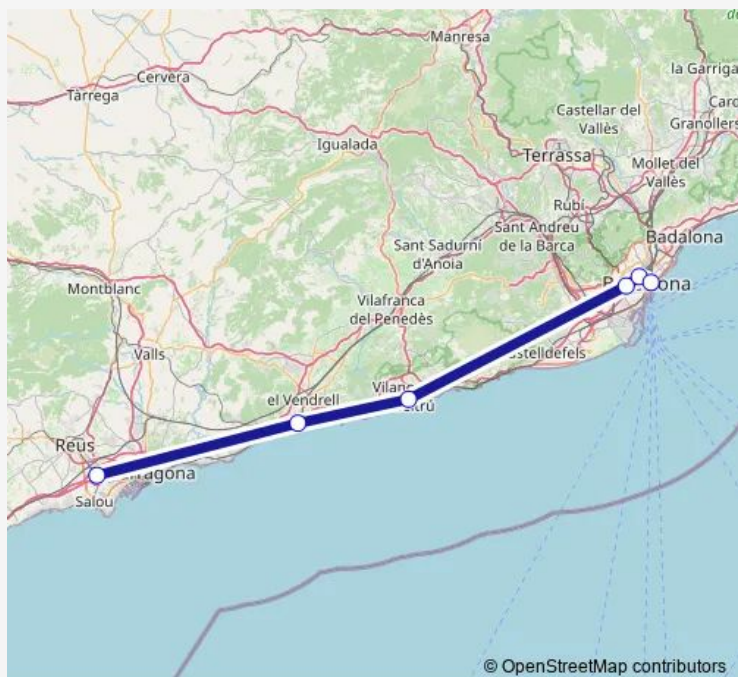 Manresa
Cervera
la Garriga
Tàrrega
Castellar del
Vallès
Granollers
Igualada
Terrassa
Mollet del
Vallès
Rubí
Sant Andreu
de la Barca
Badalona
Sant Sadurní
d'Anoia
Montblanc
Vilafranca
del Penedès
Valls
el Vendrell
Reus
Salou
© OpenStreetMap contributors